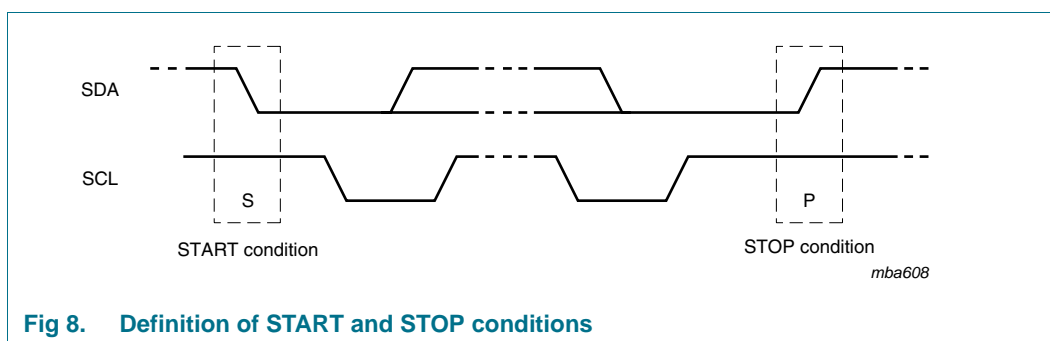 SDA
SCL
S
P
START condition
STOP condition
mba608
Fig 8. Definition of START and STOP conditions